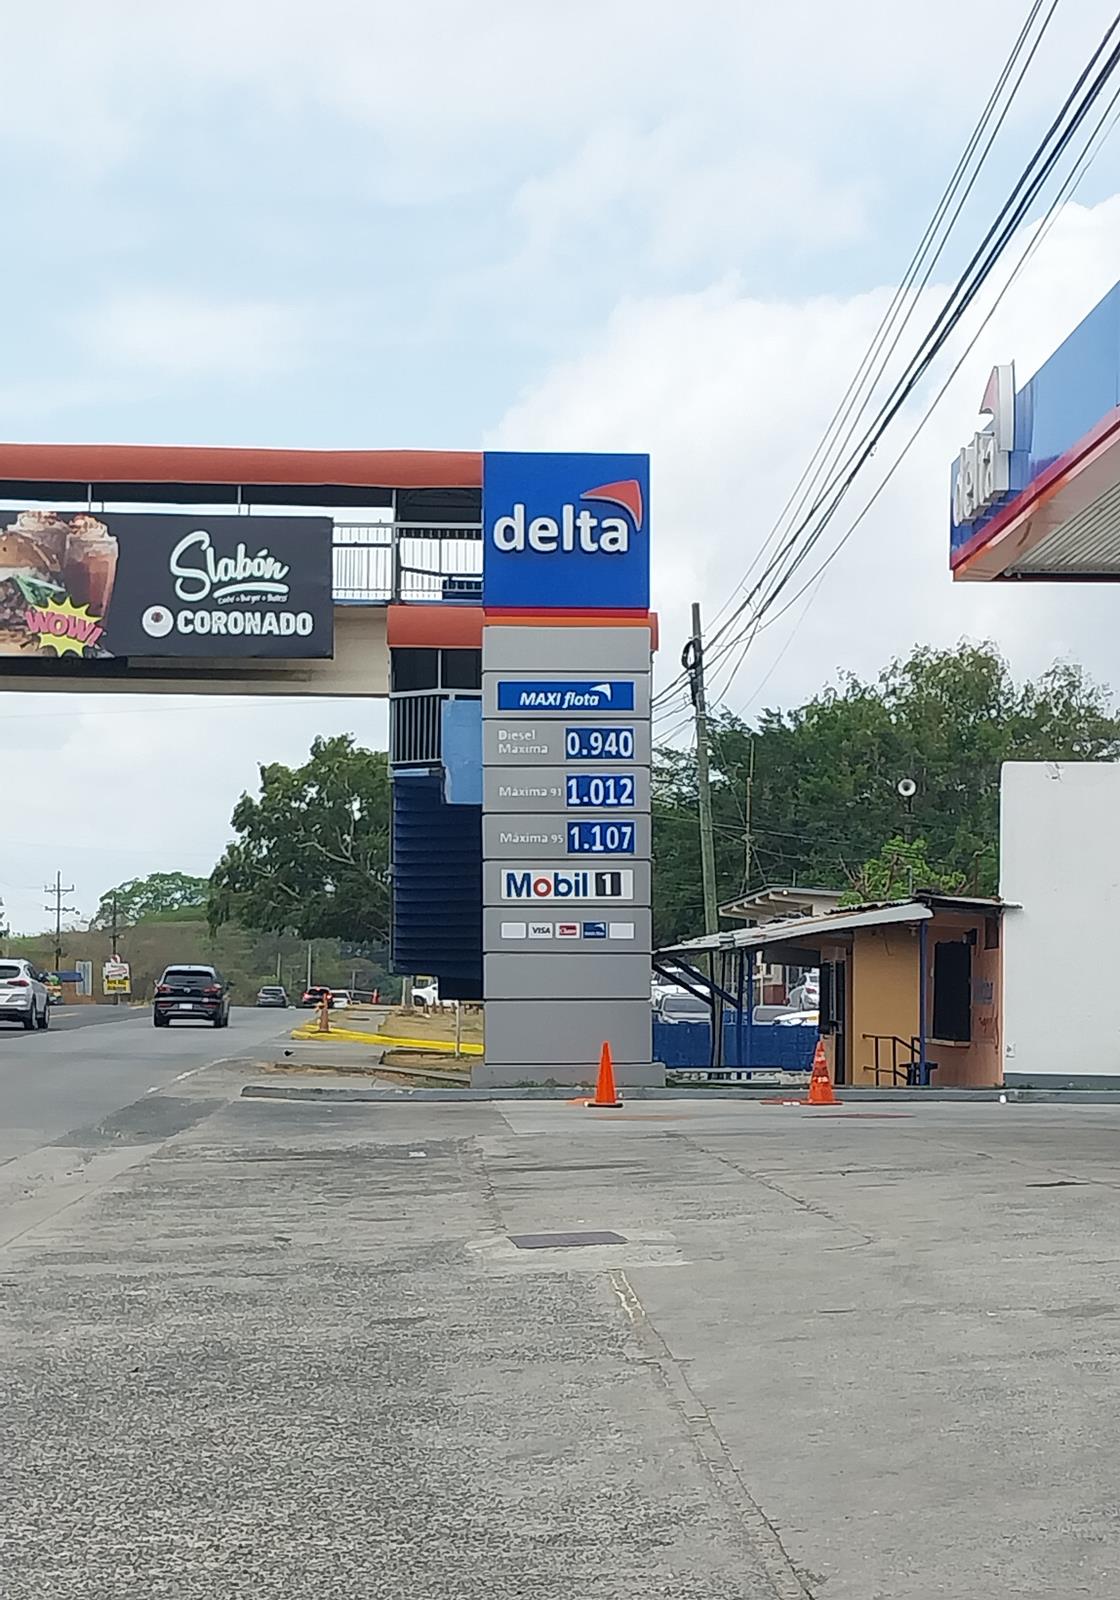 delta
MAXI flota
Diesel
Máxima
0.940
Máxima 91
1.012
Máxima 95
1.107
Mobil 1
VISA
Slabón
CORONADO
WOW!
delta